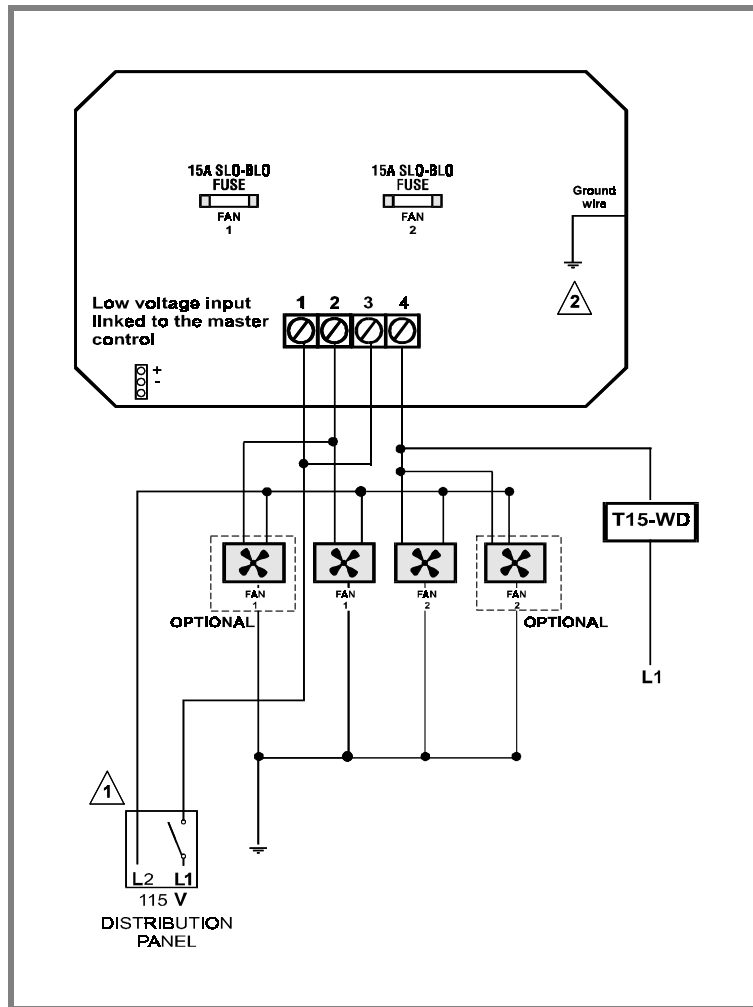 15A SLO-BLO
FUSE
FAN
1
15A SLO-BLO
FUSE
FAN
2
Ground
wire
2
Low voltage input
linked to the master
control
1 2 3 4
+
-
T15-WD
L1
FAN
1
OPTIONAL
FAN
1
FAN
2
FAN
2
OPTIONAL
1
L2 L1
115 V
DISTRIBUTION
PANEL